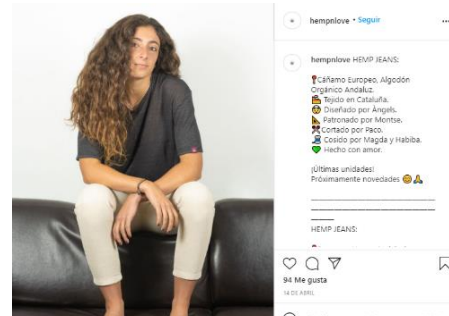 hempnlove • Seguir
hempnlove HEMP JEANS:
Cáñamo Europeo, Algodón
Orgánico Andaluz.
Tejido en Cataluña.
Diseñado por Àngels.
Patronado por Montse.
Cortado por Paco.
Cosido por Magda y Habiba.
Hecho con amor.
¡Últimas unidades!
Próximamente novedades
HEMP JEANS:
94 Me gusta
14 DE ABRIL